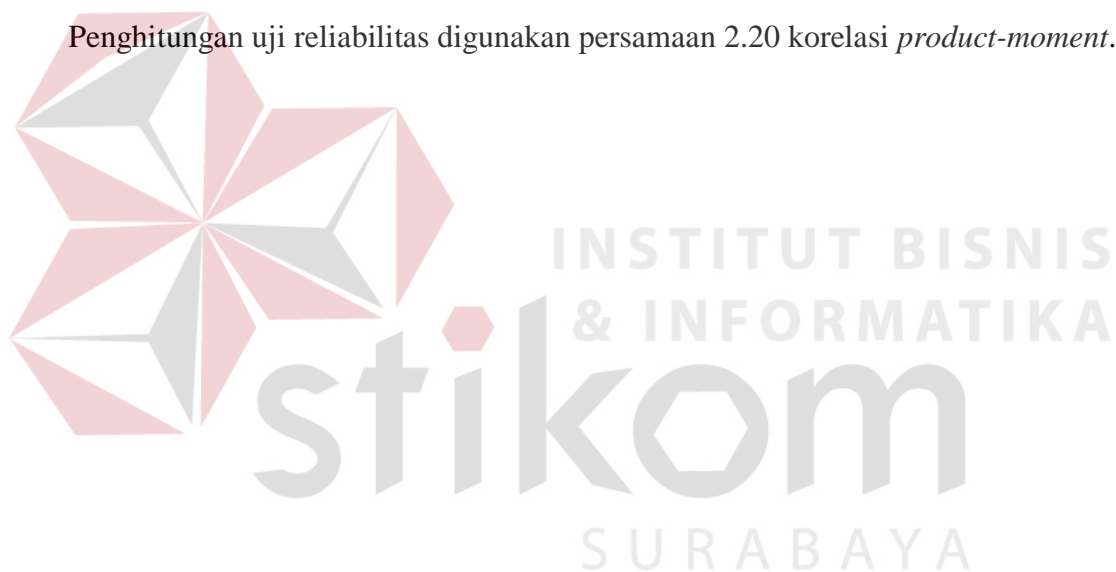 Penghitungan uji reliabilitas digunakan persamaan 2.20 korelasi product-moment.
INSTITUT BISNIS
& INFORMATIKA
stikom
SURABAYA